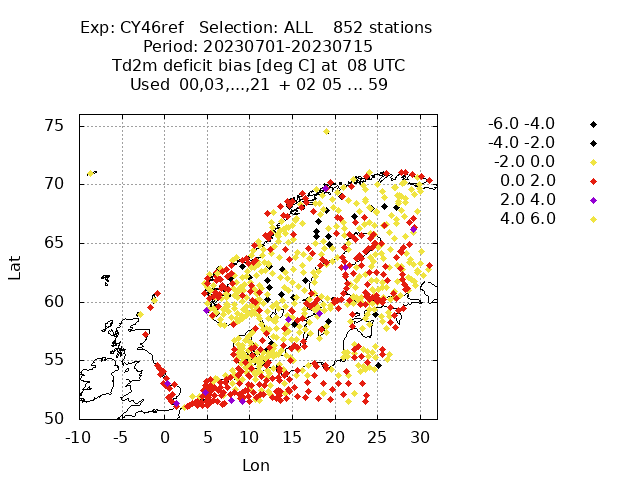 Exp: CY46ref   Selection: ALL    852 stations
Period: 20230701-20230715
Td2m deficit bias [deg C] at  08 UTC
Used  00,03,...,21  + 02 05 ... 59
-6.0 -4.0
-4.0 -2.0
-2.0 0.0
0.0 2.0
2.0 4.0
4.0 6.0
75
70
65
60
55
50
Lat
-10 -5 0 5 10 15 20 25 30
Lon